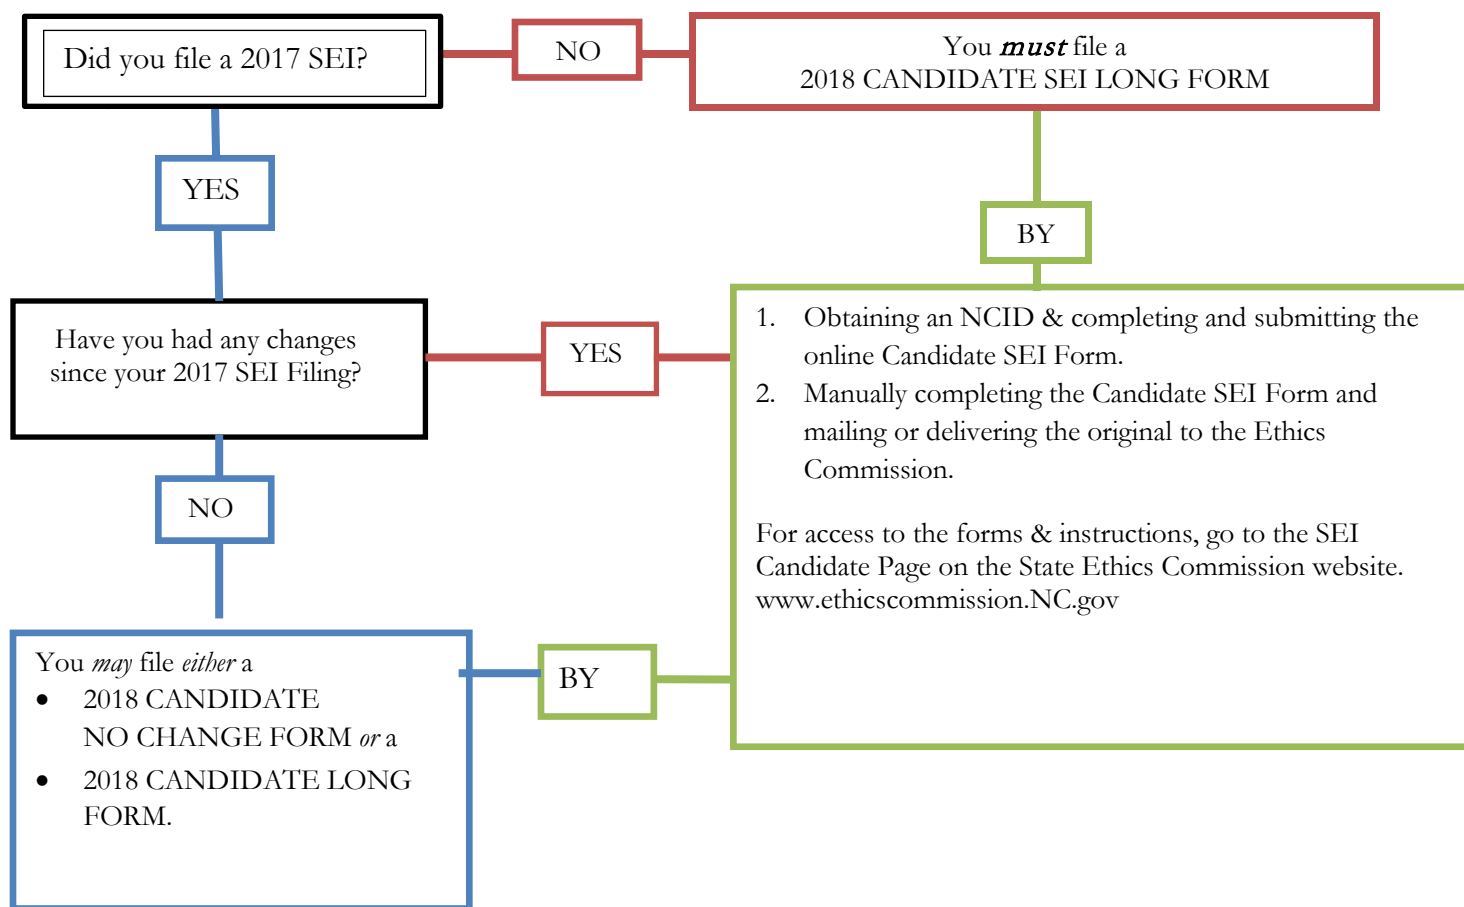 Did you file a 2017 SEI?
NO
You must file a
2018 CANDIDATE SEI LONG FORM
YES
BY
Have you had any changes
since your 2017 SEI Filing?
YES
1. Obtaining an NCID & completing and submitting the
online Candidate SEI Form.
2. Manually completing the Candidate SEI Form and
mailing or delivering the original to the Ethics
Commission.
For access to the forms & instructions, go to the SEI
Candidate Page on the State Ethics Commission website.
www.ethicscommission.NC.gov
NO
You may file either a
• 2018 CANDIDATE
NO CHANGE FORM or a
• 2018 CANDIDATE LONG
FORM.
BY